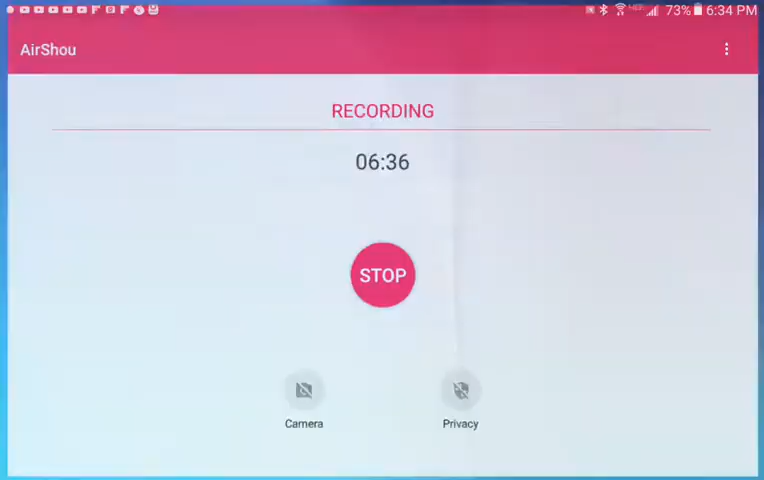 73% 6:34 PM
AirShou
RECORDING
06:36
STOP
Camera
Privacy